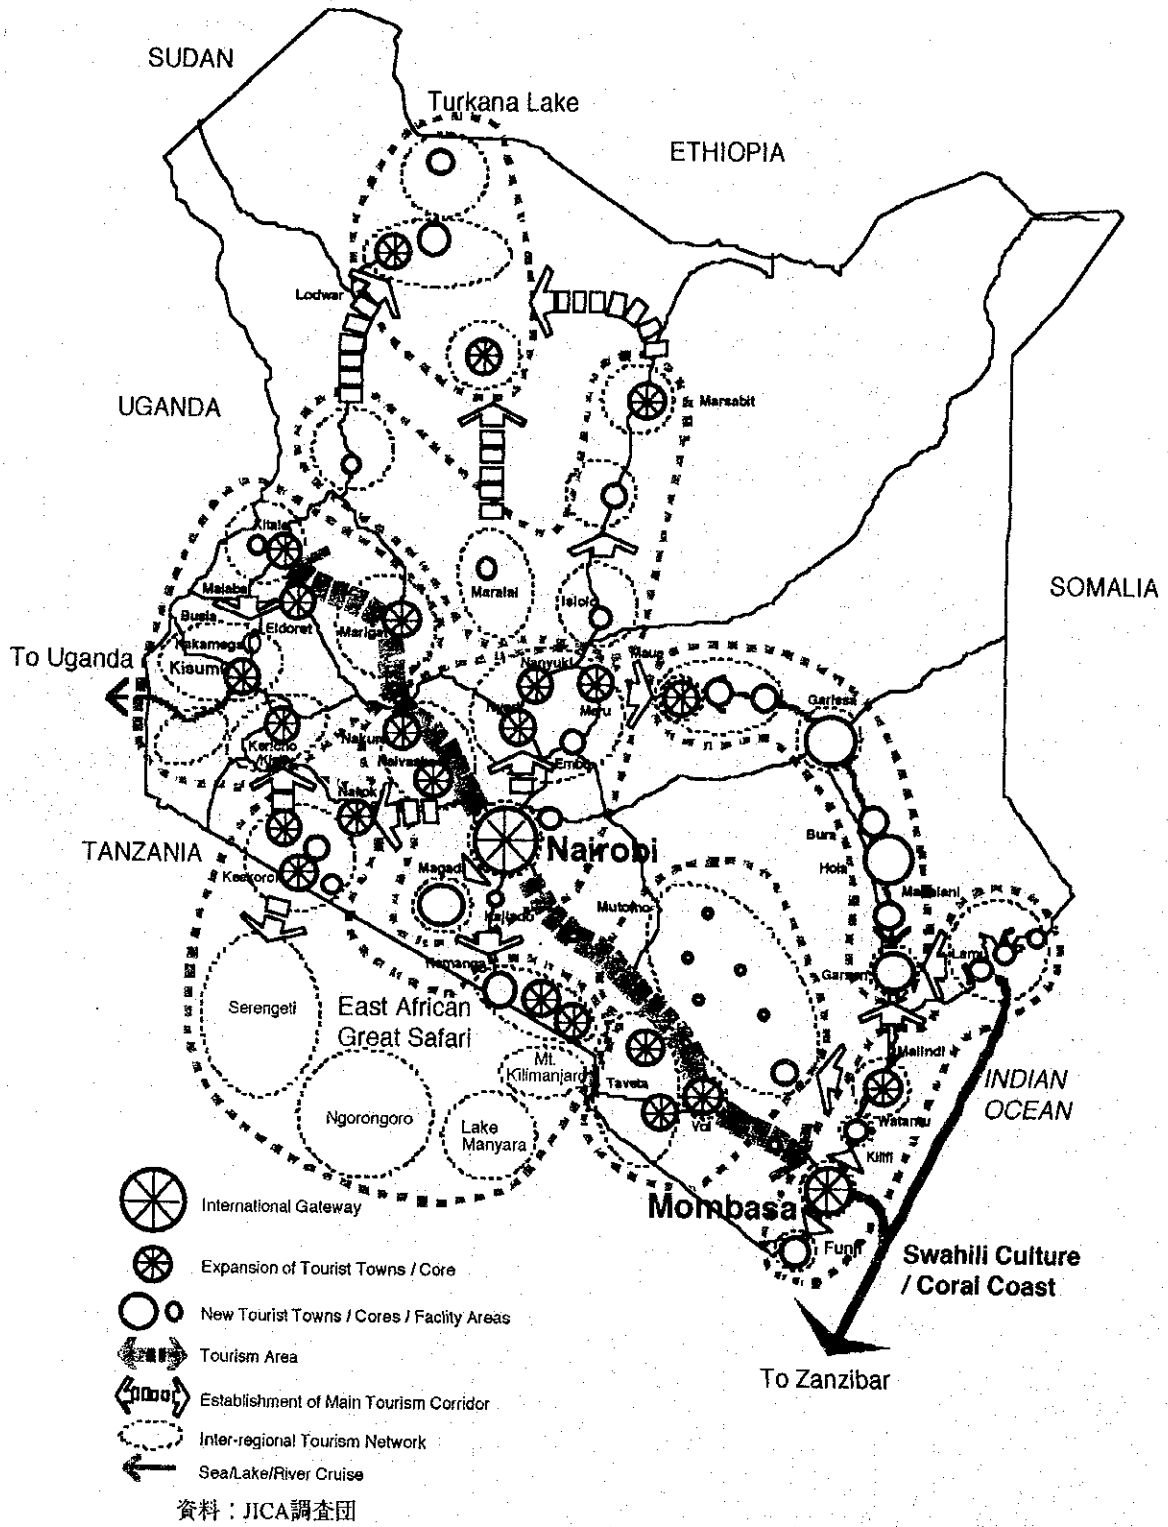 SUDAN
Turkana Lake
ETHIOPIA
Lodwar
UGANDA
Marsabit
Kitale
SOMALIA
Malaba
Maralal
Isiolo
Busia
Eldoret
Marigat
Kakamega
To Uganda
Kisumu
Nanyuki
Maua
Nyeri
Meru
Garissa
Kericho
Nakuru
Naivasha
Embu
Narok
TANZANIA
Nairobi
Bura
Hola
Keekorok
Magadi
Kajiado
Mutomo
Namanga
Garsen
Lamu
Serengeti
East African
Great Safari
Malindi
Mt.
Kilimanjaro
Taveta
INDIAN
OCEAN
Ngorongoro
Lake
Manyara
Voi
Watamu
Kilifi
Mombasa
Funji
Swahili Culture
/ Coral Coast
To Zanzibar
International Gateway
Expansion of Tourist Towns / Core
New Tourist Towns / Cores / Facility Areas
Tourism Area
Establishment of Main Tourism Corridor
Inter-regional Tourism Network
Sea/Lake/River Cruise
資料：JICA調査団